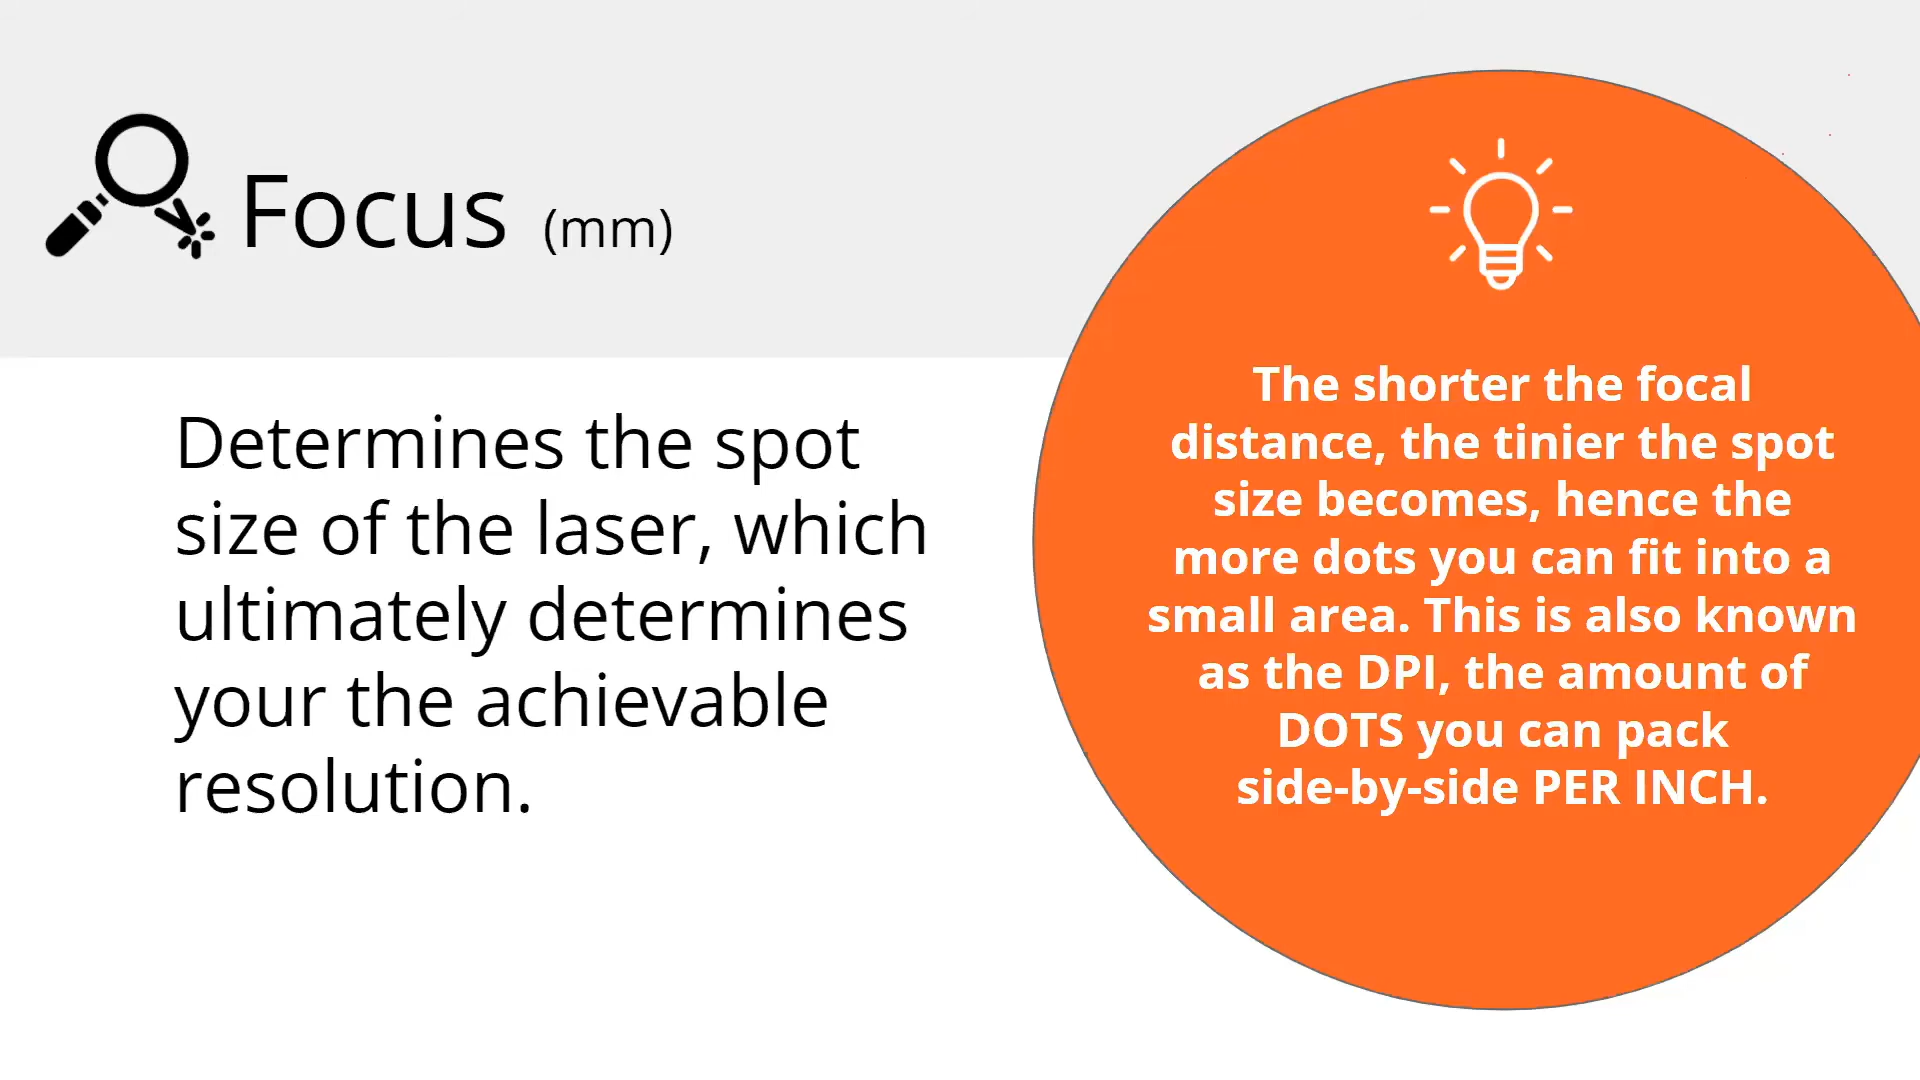 Focus (mm)
Determines the spot
size of the laser, which
ultimately determines
your the achievable
resolution.
The shorter the focal
distance, the tinier the spot
size becomes, hence the
more dots you can fit into a
small area. This is also known
as the DPI, the amount of
DOTS you can pack
side-by-side PER INCH.